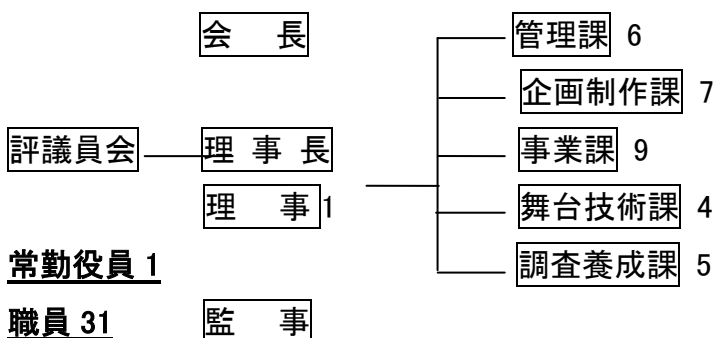 会　長　管理課 6
企画制作課 7
評議員会　理 事 長　事業課 9
理　事 1　舞台技術課 4
常勤役員 1　調査養成課 5
職員 31　監　事